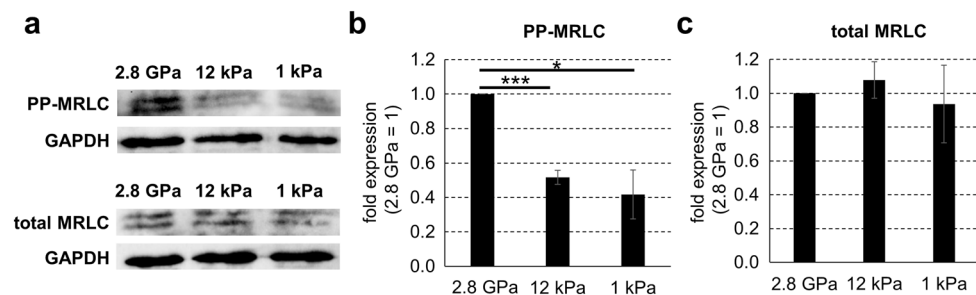 a
2.8 GPa 12 kPa 1 kPa
PP-MRLC
GAPDH
2.8 GPa 12 kPa 1 kPa
total MRLC
GAPDH
b
PP-MRLC
fold expression
(2.8 GPa = 1)
1.2
1.0
0.8
0.6
0.4
0.2
0.0
*
***
2.8 GPa 12 kPa 1 kPa
c
total MRLC
fold expression
(2.8 GPa = 1)
1.2
1.0
0.8
0.6
0.4
0.2
0.0
2.8 GPa 12 kPa 1 kPa